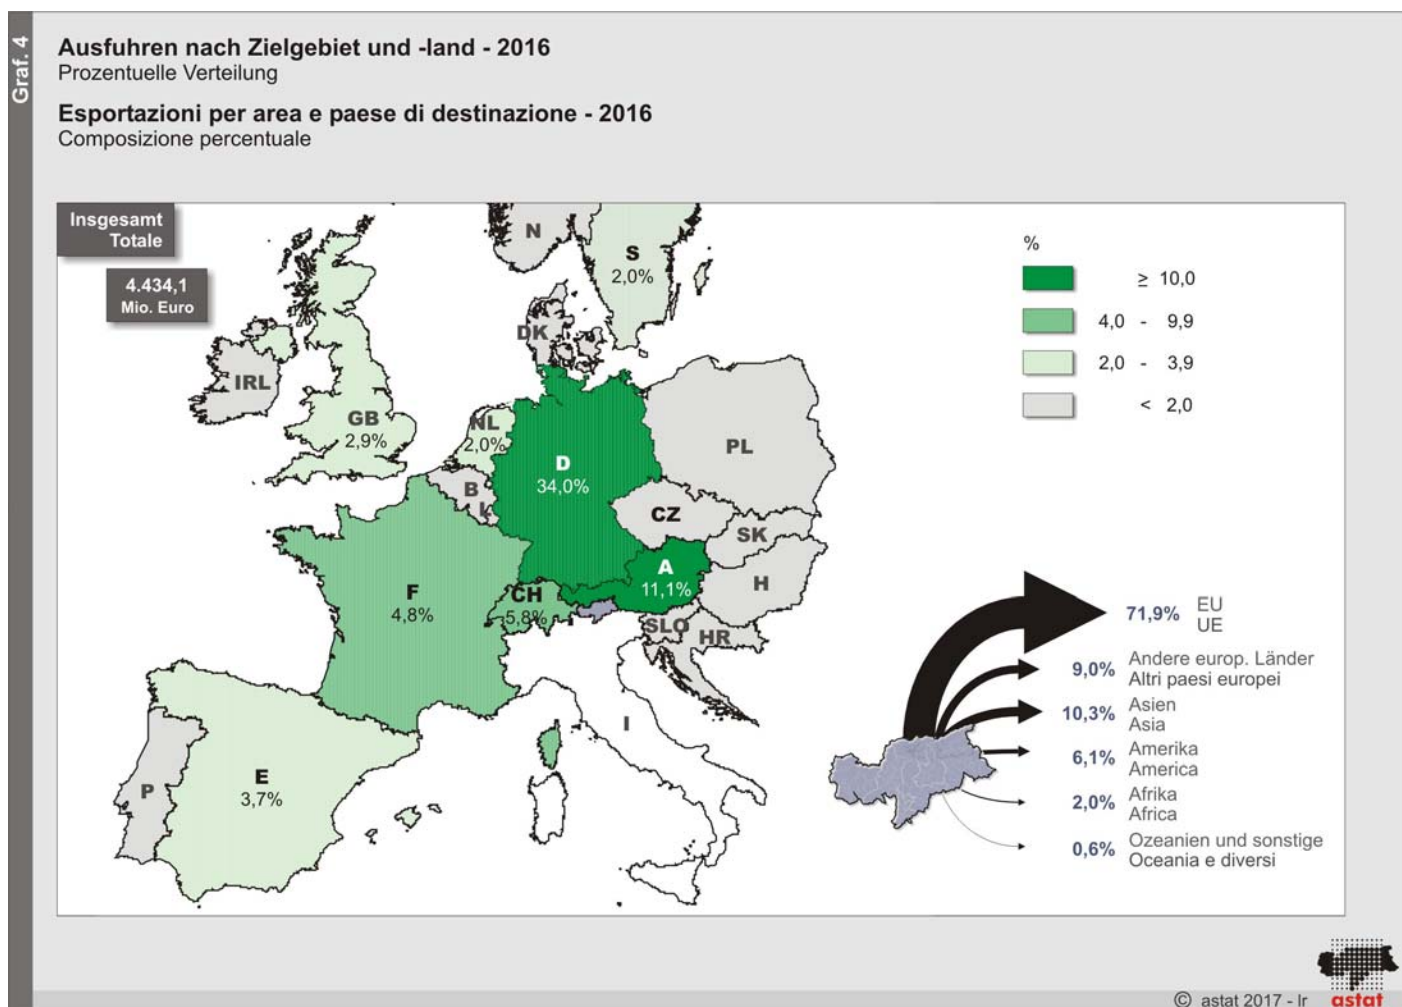 Graf. 4
Ausfuhren nach Zielgebiet und -land - 2016
Prozentuelle Verteilung
Esportazioni per area e paese di destinazione - 2016
Composizione percentuale
Insgesamt
Totale
4.434,1
Mio. Euro
N
S
2,0%
DK
IRL
GB
2,9%
NL
2,0%
D
34,0%
PL
B
L
CZ
SK
A
11,1%
H
F
4,8%
CH
5,8%
SLO
HR
I
P
E
3,7%
%
≥ 10,0
4,0 - 9,9
2,0 - 3,9
< 2,0
71,9% EU
UE
9,0% Andere europ. Länder
Altri paesi europei
10,3% Asien
Asia
6,1% Amerika
America
2,0% Afrika
Africa
0,6% Ozeanien und sonstige
Oceania e diversi
© astat 2017 - lr
astat